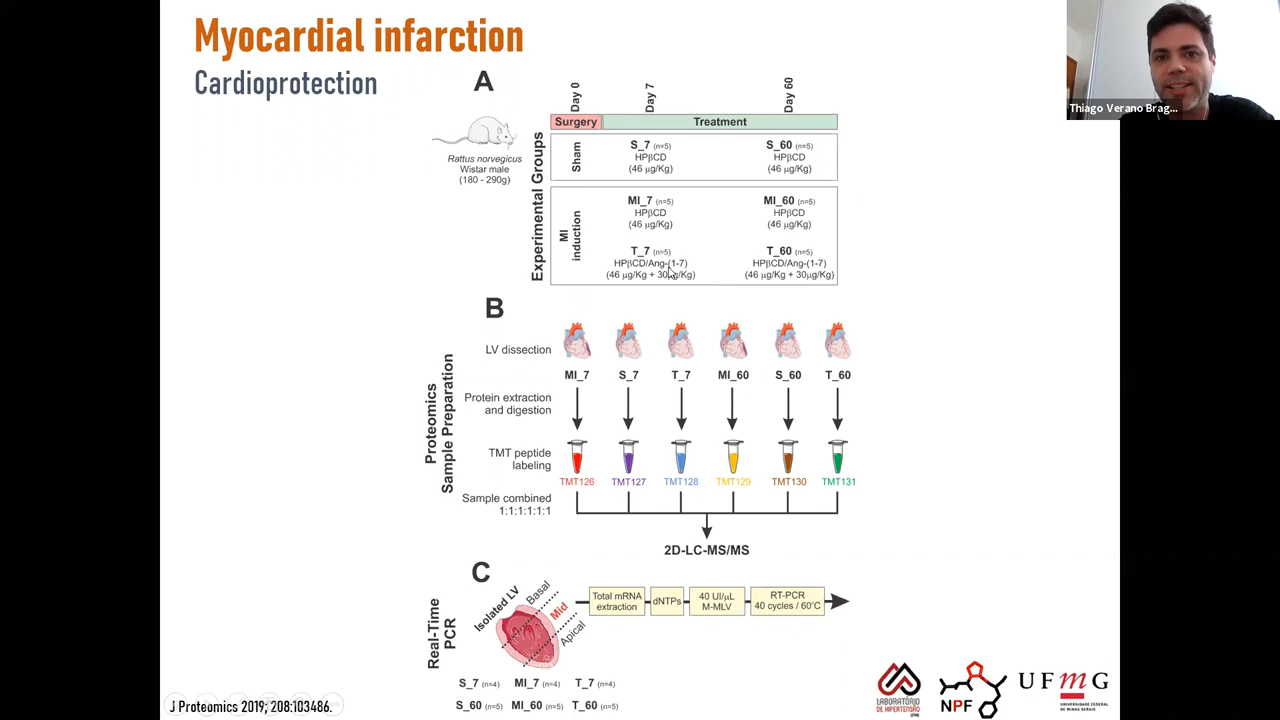 Myocardial infarction
Cardioprotection
Thiago Verano Brag...
A
Day 0
Day 7
Day 60
Surgery
Treatment
Rattus norvegicus
Wistar male
(180 - 290g)
Experimental Groups
Sham
S_7 (n=5)
HPβCD
(46 µg/Kg)
S_60 (n=5)
HPβCD
(46 µg/Kg)
MI
induction
MI_7 (n=5)
HPβCD
(46 µg/Kg)
MI_60 (n=5)
HPβCD
(46 µg/Kg)
T_7 (n=5)
HPβCD/Ang-(1-7)
(46 µg/Kg + 30µg/Kg)
T_60 (n=5)
HPβCD/Ang-(1-7)
(46 µg/Kg + 30µg/Kg)
B
Proteomics
Sample Preparation
LV dissection
MI_7 S_7 T_7 MI_60 S_60 T_60
Protein extraction
and digestion
TMT peptide
labeling
TMT126 TMT127 TMT128 TMT129 TMT130 TMT131
Sample combined
1:1:1:1:1:1
2D-LC-MS/MS
C
Real-Time
PCR
Isolated LV
Basal
Mid
Apical
Total mRNA
extraction
dNTPs
40 UI/µL
M-MLV
RT-PCR
40 cycles / 60°C
S_7 (n=4) MI_7 (n=4) T_7 (n=4)
S_60 (n=5) MI_60 (n=5) T_60 (n=5)
J Proteomics 2019; 208:103486.
LABORATÓRIO
DE HIPERTENSÃO
NPF
UFMG
UNIVERSIDADE FEDERAL
DE MINAS GERAIS